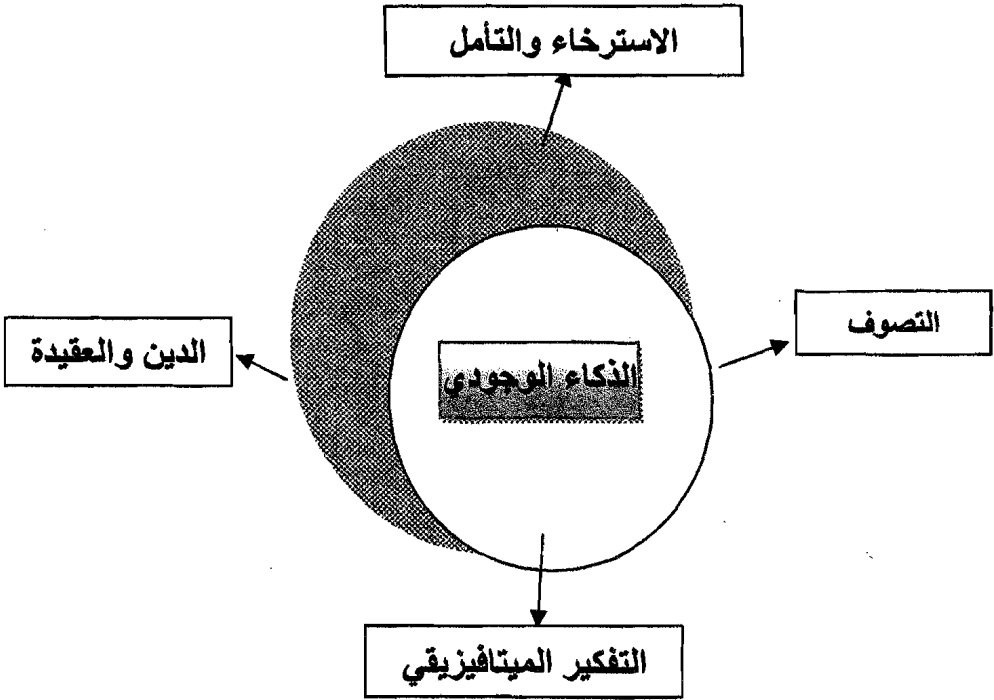 الاسترخاء والتأمل
التصوف
الدين والعقيدة
الذكاء الوجودي
التفكير الميتافيزيقي